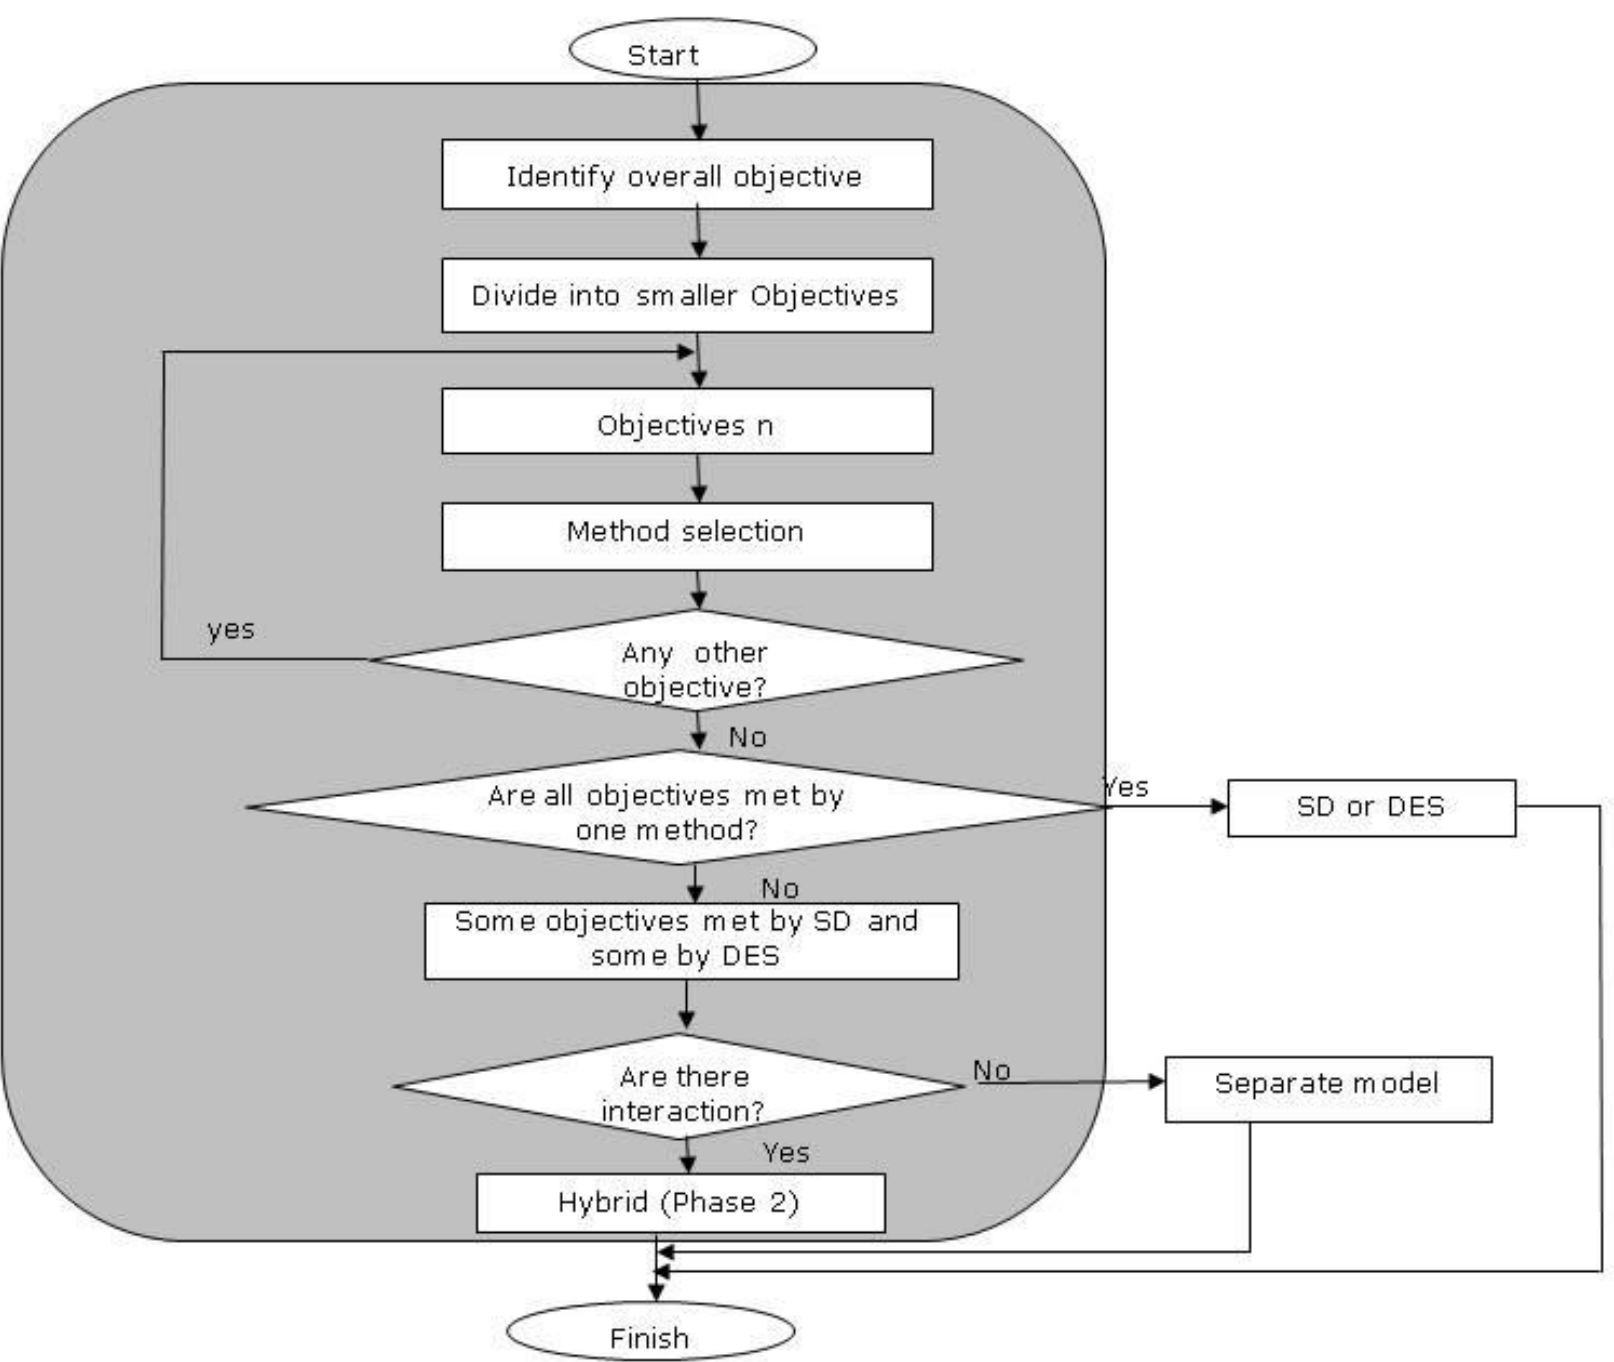 Start
Identify overall objective
Divide into smaller Objectives
Objectives n
Method selection
yes
Any other
objective?
No
Are all objectives met by
one method?
Yes
SD or DES
No
Some objectives met by SD and
some by DES
Are there
interaction?
No
Separate model
Yes
Hybrid (Phase 2)
Finish